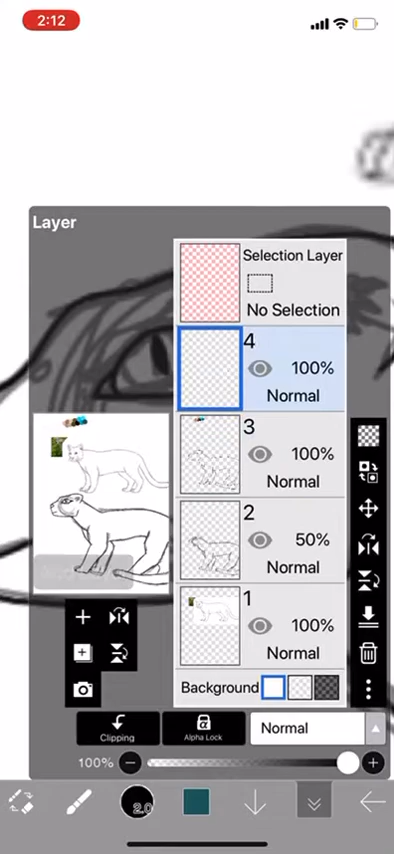 2:12
Layer
Selection Layer
No Selection
4
100%
Normal
3
100%
Normal
2
50%
Normal
1
100%
Normal
Background
Clipping
Alpha Lock
Normal
100%
2.0